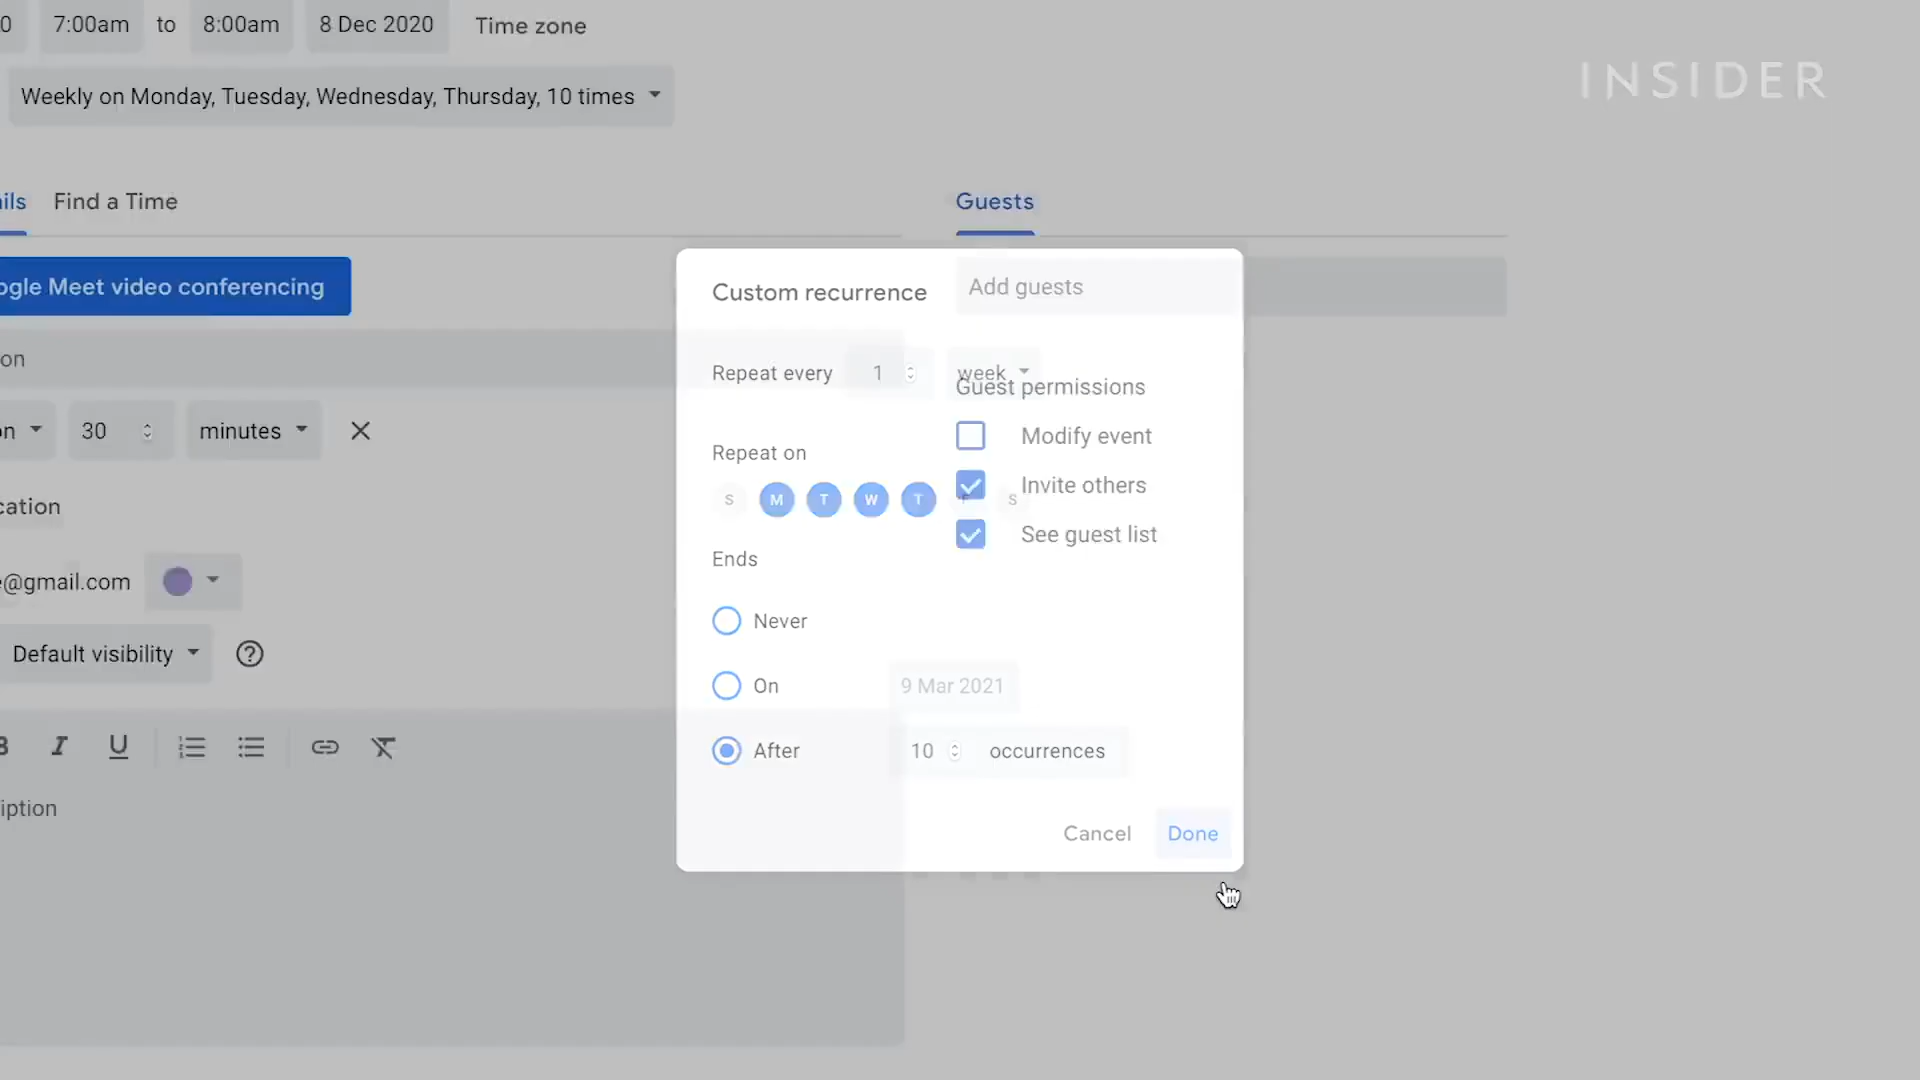 0 7:00am to 8:00am 8 Dec 2020 Time zone
INSIDER
Weekly on Monday, Tuesday, Wednesday, Thursday, 10 times
ils Find a Time
Guests
ogle Meet video conferencing
Custom recurrence
Add guests
on
Repeat every 1 week
Guest permissions
n 30 minutes
Modify event
Repeat on
Invite others
S M T W T F S
cation
See guest list
Ends
e@gmail.com
Never
Default visibility
On 9 Mar 2021
B I U
After 10 occurrences
iption
Cancel Done